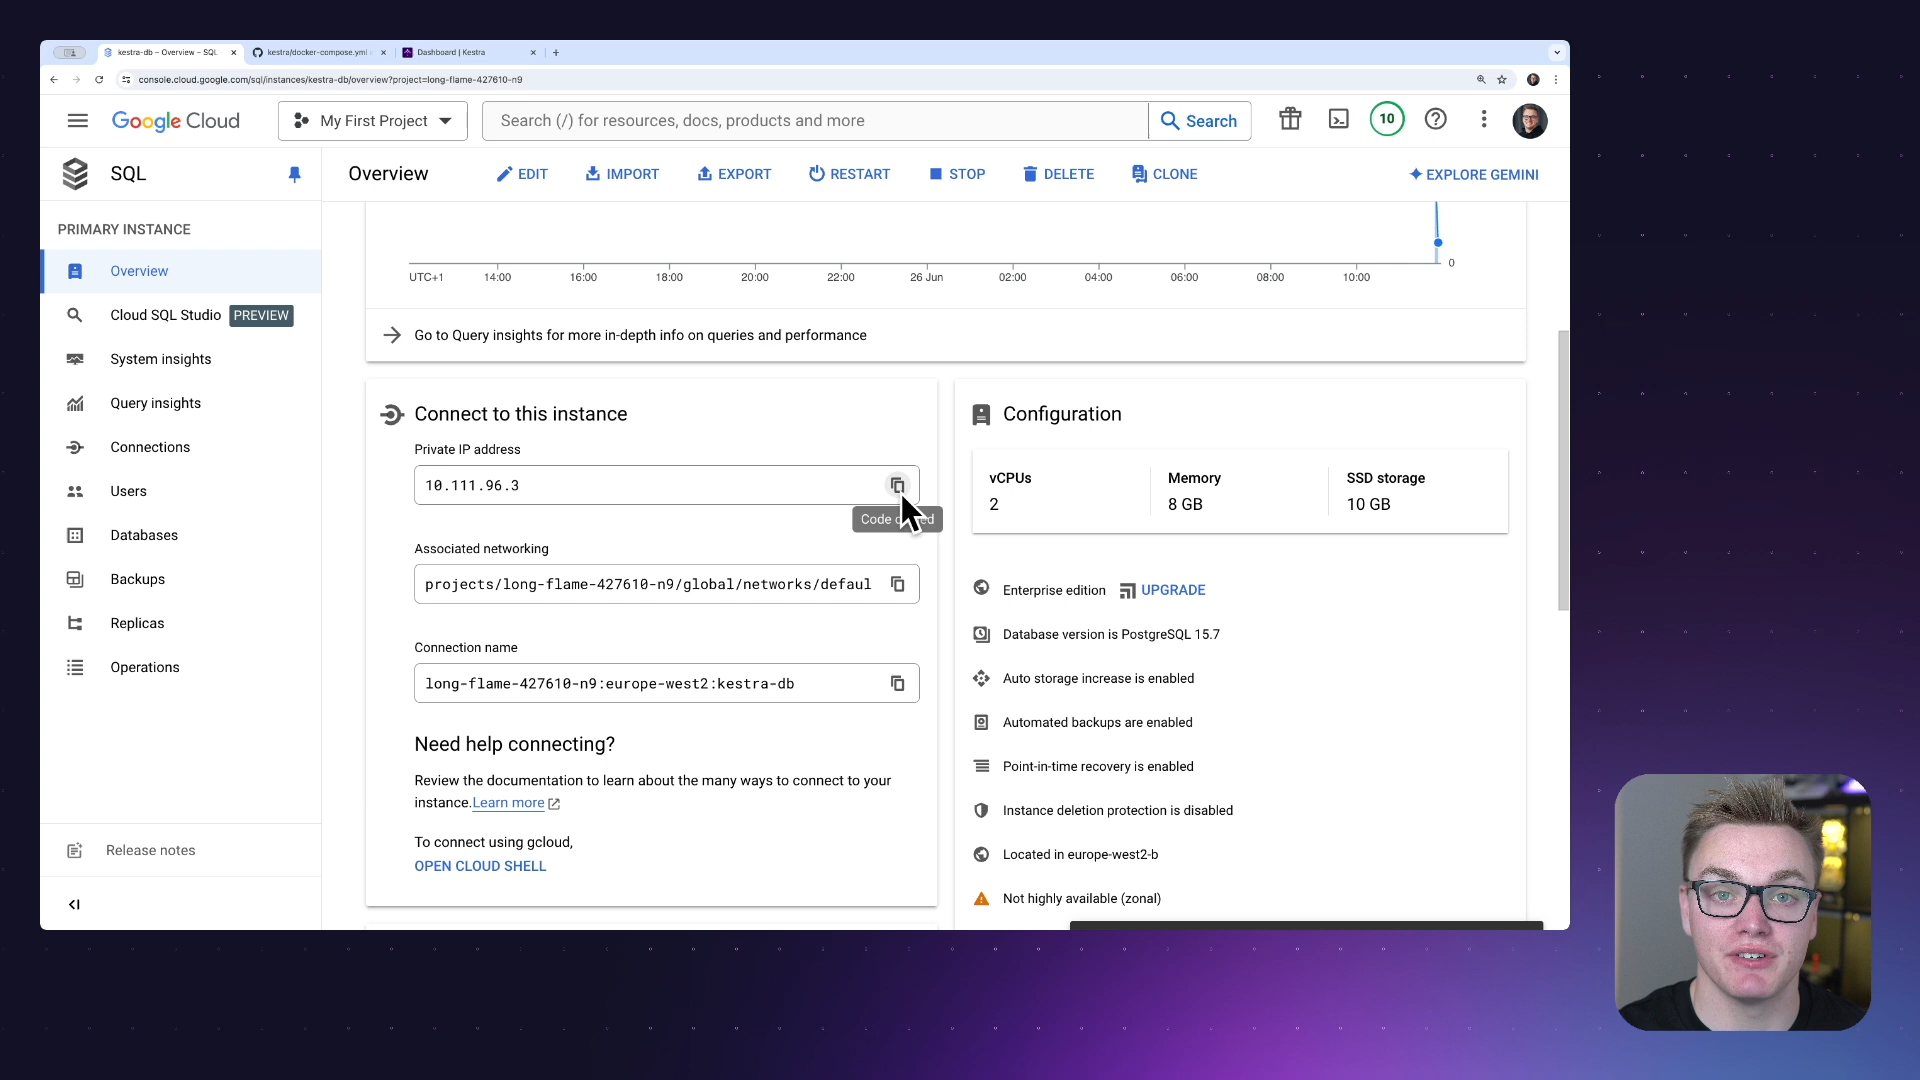 kestra-db – Overview – SQL
kestra/docker-compose.yml
Dashboard | Kestra
console.cloud.google.com/sql/instances/kestra-db/overview?project=long-flame-427610-n9
Google Cloud
My First Project
Search (/) for resources, docs, products and more
Search
10
SQL
Overview
EDIT
IMPORT
EXPORT
RESTART
STOP
DELETE
CLONE
EXPLORE GEMINI
PRIMARY INSTANCE
Overview
Cloud SQL Studio PREVIEW
System insights
Query insights
Connections
Users
Databases
Backups
Replicas
Operations
Release notes
0
UTC+1 14:00 16:00 18:00 20:00 22:00 26 Jun 02:00 04:00 06:00 08:00 10:00
Go to Query insights for more in-depth info on queries and performance
Connect to this instance
Private IP address
10.111.96.3
Code
Associated networking
projects/long-flame-427610-n9/global/networks/defaul
Connection name
long-flame-427610-n9:europe-west2:kestra-db
Need help connecting?
Review the documentation to learn about the many ways to connect to your
instance.Learn more
To connect using gcloud,
OPEN CLOUD SHELL
Configuration
vCPUs Memory SSD storage
2 8 GB 10 GB
Enterprise edition UPGRADE
Database version is PostgreSQL 15.7
Auto storage increase is enabled
Automated backups are enabled
Point-in-time recovery is enabled
Instance deletion protection is disabled
Located in europe-west2-b
Not highly available (zonal)